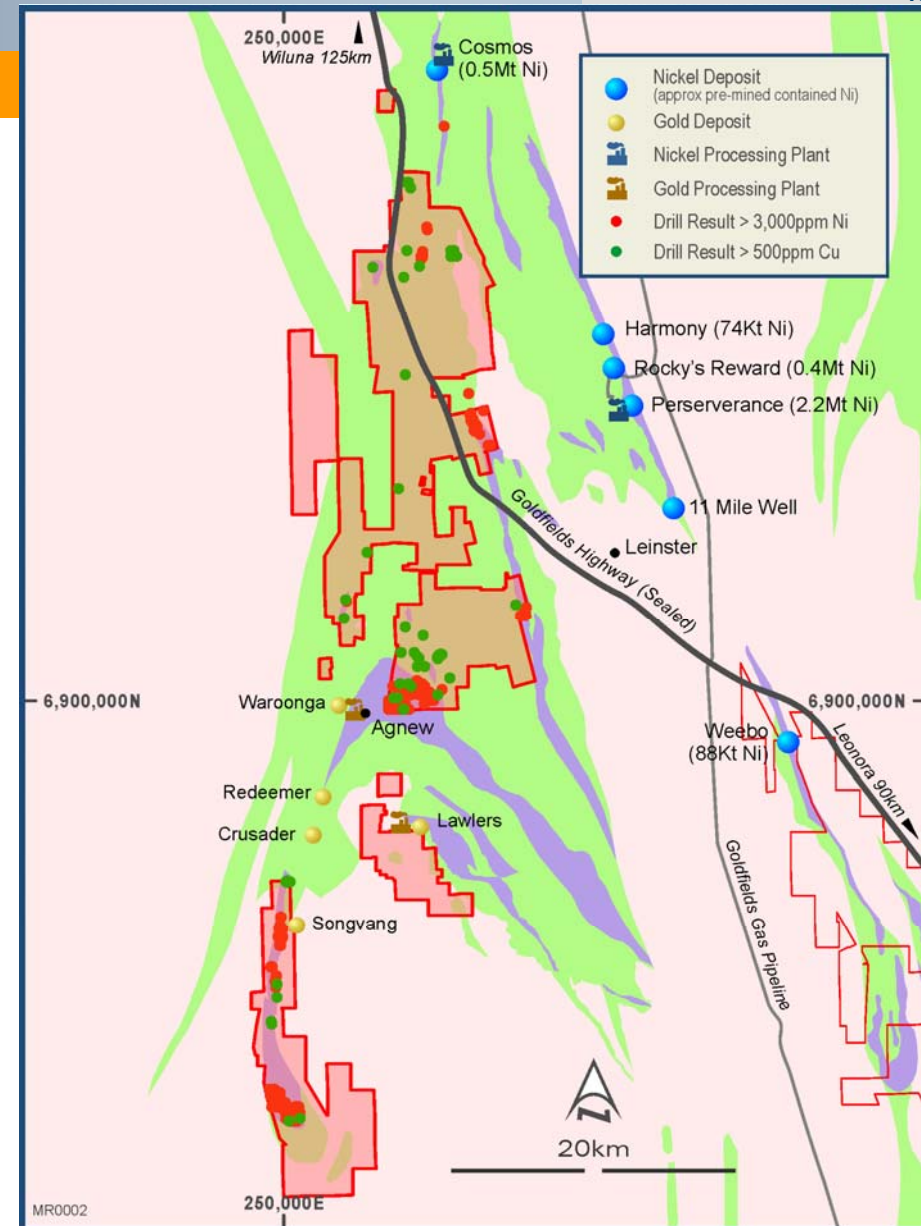 250,000E
Wiluna 125km
Cosmos
(0.5Mt Ni)
Nickel Deposit
(approx pre-mined contained Ni)
Gold Deposit
Nickel Processing Plant
Gold Processing Plant
Drill Result > 3,000ppm Ni
Drill Result > 500ppm Cu
Harmony (74Kt Ni)
Rocky's Reward (0.4Mt Ni)
Perserverance (2.2Mt Ni)
11 Mile Well
Goldfields Highway (Sealed)
Leinster
6,900,000N
Waroonga
Agnew
6,900,000N
Weebo
(88Kt Ni)
Leonora 90km
Redeemer
Crusader
Lawlers
Goldfields Gas Pipeline
Songvang
N
20km
MR0002
250,000E